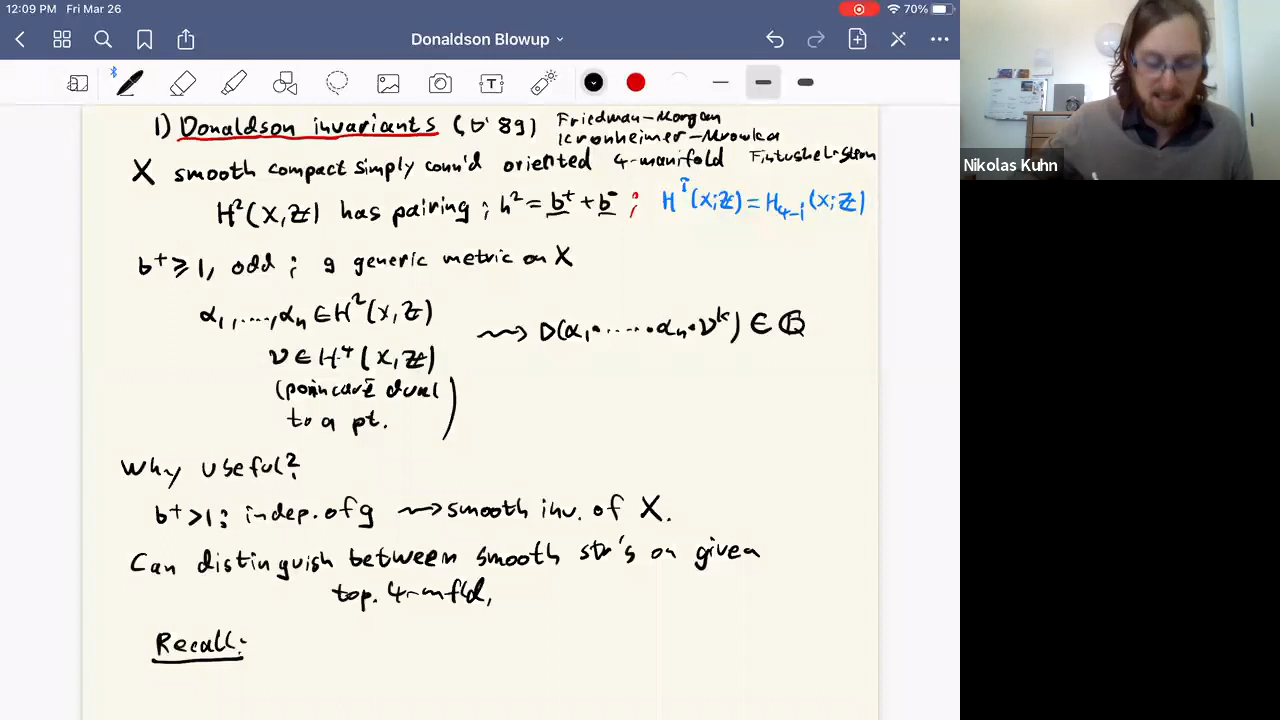 12:09 PM Fri Mar 26
70%
Donaldson Blowup
1) Donaldson invariants (D'89) Friedman-Morgan
Kronheimer-Mrowka
Fintushel-Stern
X smooth compact simply conn'd oriented 4-manifold
H²(X,ℤ) has pairing; h² = b⁺ + b⁻ ; Hⁱ(X;ℤ) = H₄₋ᵢ(X;ℤ)
b⁺ ≥ 1, odd ; g generic metric on X
α₁,....,αₙ ∈ H²(X,ℤ)
ν ∈ H⁴(X,ℤ) ⇝ D(α₁·.....·αₙ·νᵏ) ∈ ℚ
(poincaré dual
to a pt. )
Why useful?
b⁺>1: indep. of g ⇝ smooth inv. of X.
Can distinguish between smooth str's on given
top. 4-mfld,
Recall:
Nikolas Kuhn